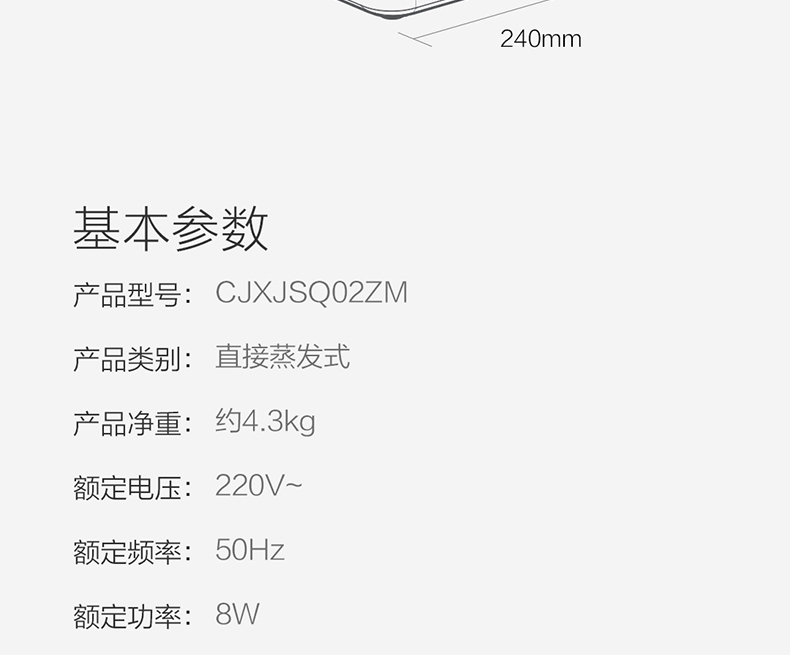 240mm
基本参数
产品型号： CJXJSQ02ZM
产品类别： 直接蒸发式
产品净重： 约4.3kg
额定电压： 220V~
额定频率： 50Hz
额定功率： 8W